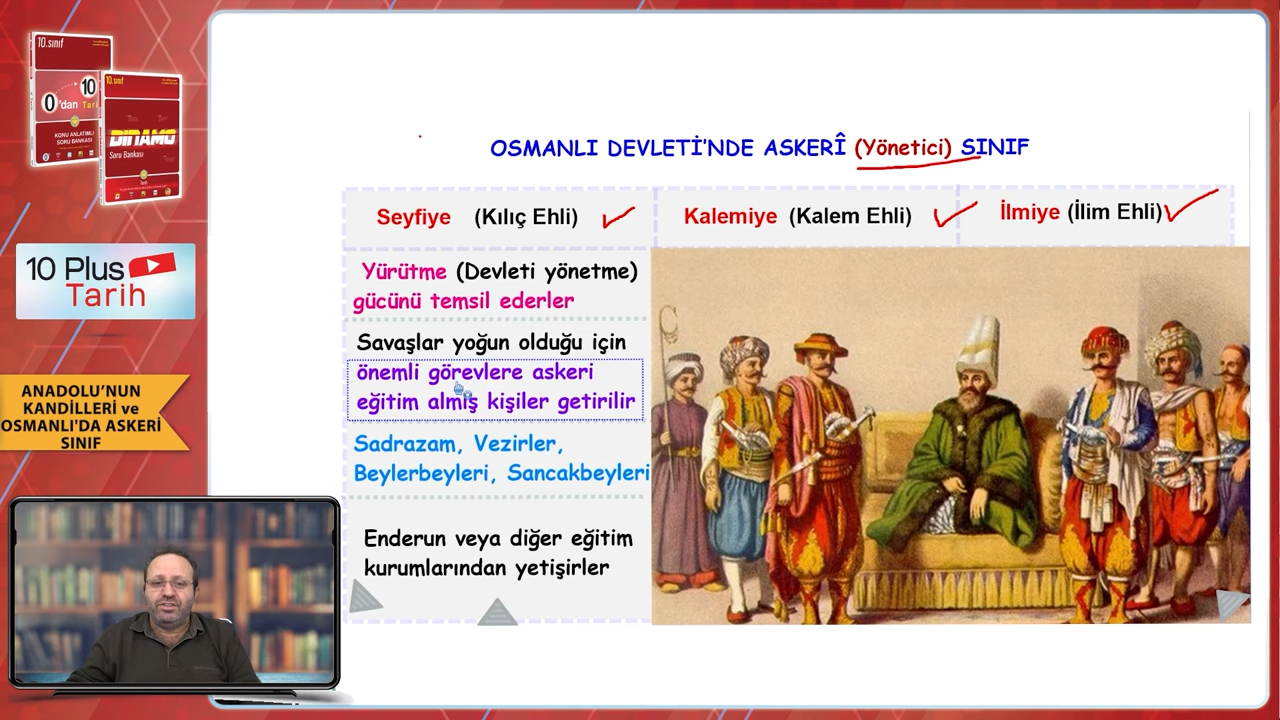 10.sınıf
0'dan 10
Tari
KONU ANLATIMLI
SORU BANKASI
10.sınıf
DINAMO
Soru Bankası
10 Plus
Tarih
ANADOLU'NUN
KANDİLLERİ ve
OSMANLI'DA ASKERİ
SINIF
OSMANLI DEVLETİ'NDE ASKERÎ (Yönetici) SINIF
Seyfiye (Kılıç Ehli)
Kalemiye (Kalem Ehli)
İlmiye (İlim Ehli)
Yürütme (Devleti yönetme)
gücünü temsil ederler
Savaşlar yoğun olduğu için
önemli görevlere askeri
eğitim almış kişiler getirilir
Sadrazam, Vezirler,
Beylerbeyleri, Sancakbeyleri
Enderun veya diğer eğitim
kurumlarından yetişirler